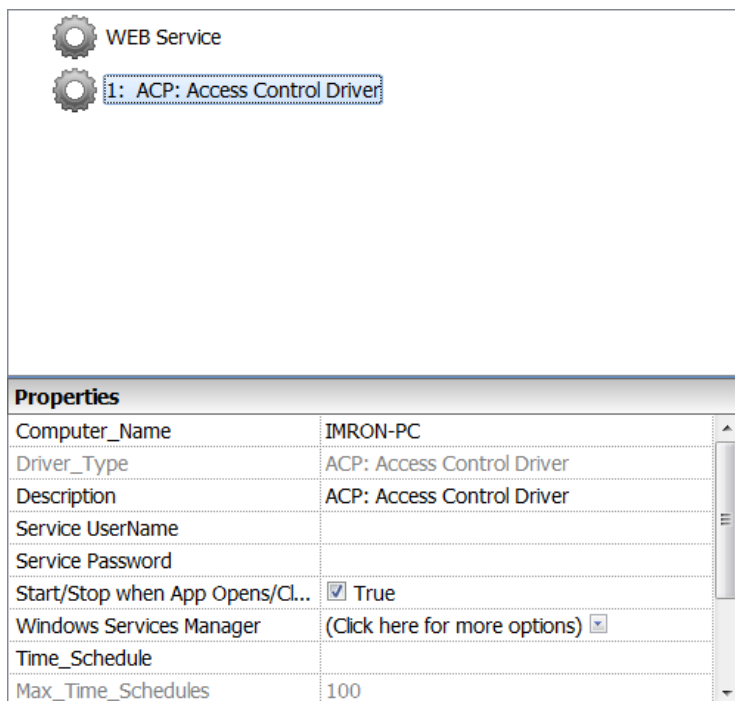 WEB Service
1: ACP: Access Control Driver
Properties
Computer_Name IMRON-PC
Driver_Type ACP: Access Control Driver
Description ACP: Access Control Driver
Service UserName
Service Password
Start/Stop when App Opens/Cl... True
Windows Services Manager (Click here for more options)
Time_Schedule
Max_Time_Schedules 100